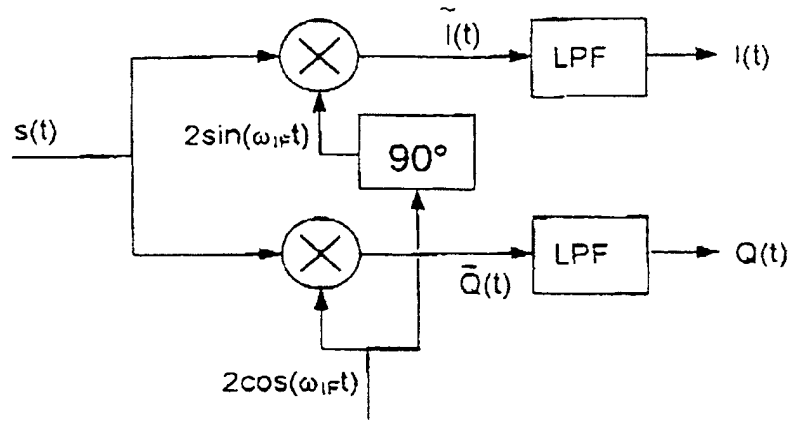 Ĩ(t)
LPF
I(t)
s(t)
2sin(ω_IF t)
90°
LPF
Q(t)
Q̄(t)
2cos(ω_IF t)